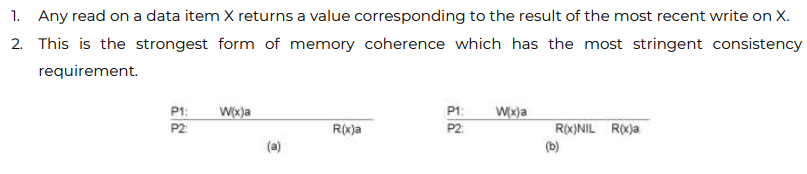 1. Any read on a data item X returns a value corresponding to the result of the most recent write on X.
2. This is the strongest form of memory coherence which has the most stringent consistency
requirement.
P1: W(x)a
P2: R(x)a
(a)
P1: W(x)a
P2: R(x)NIL R(x)a
(b)